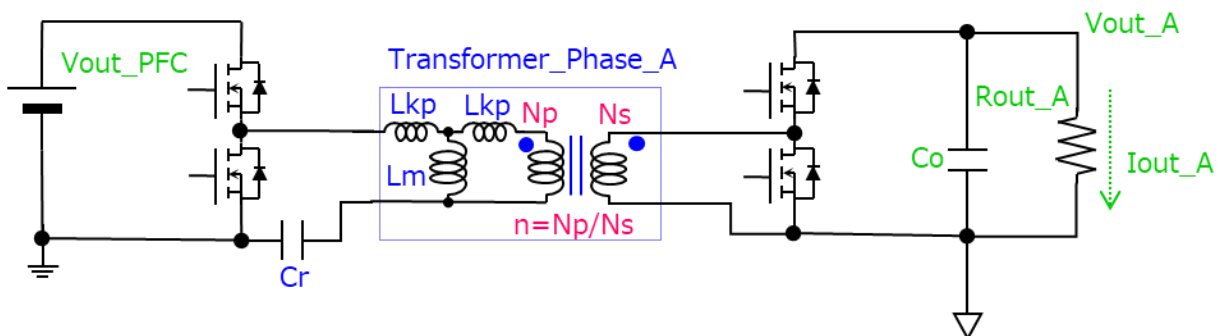 Vout_A
Vout_PFC
Transformer_Phase_A
Lkp
Lkp
Np
Ns
Rout_A
Lm
Co
Iout_A
n=Np/Ns
Cr